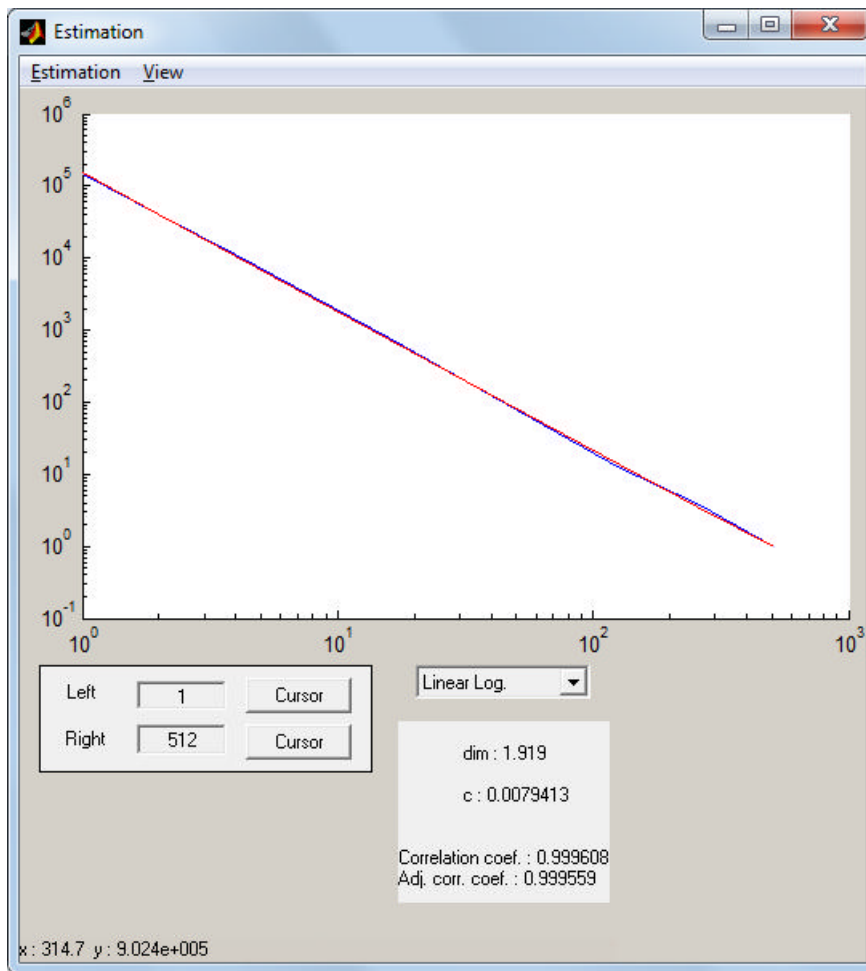 Estimation
Estimation View
10^6
10^5
10^4
10^3
10^2
10^1
10^0
10^-1
10^0 10^1 10^2 10^3
Left 1 Cursor
Right 512 Cursor
Linear Log.
dim : 1.919
c : 0.0079413
Correlation coef. : 0.999608
Adj. corr. coef. : 0.999559
x : 314.7 y : 9.024e+005